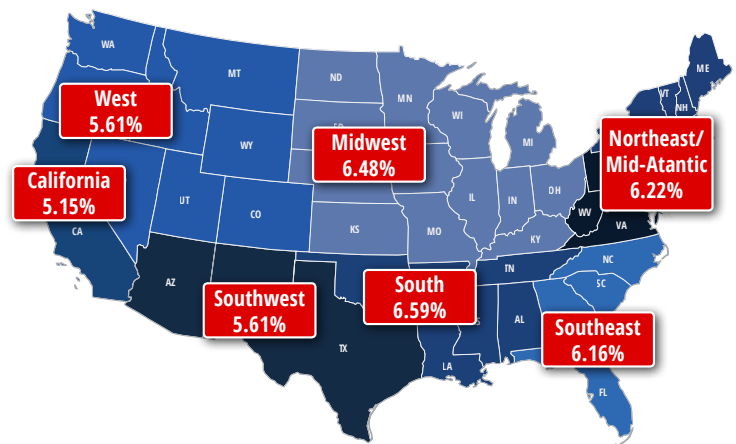 WA
ME
MT
ND
VT
MN
NH
West
5.61%
WI
Northeast/
Mid-Atantic
6.22%
Midwest
6.48%
MI
WY
California
5.15%
OH
UT
CO
IL
IN
WV
CA
KS
MO
VA
KY
NC
TN
AZ
South
6.59%
SC
Southwest
5.61%
AL
Southeast
6.16%
TX
LA
FL